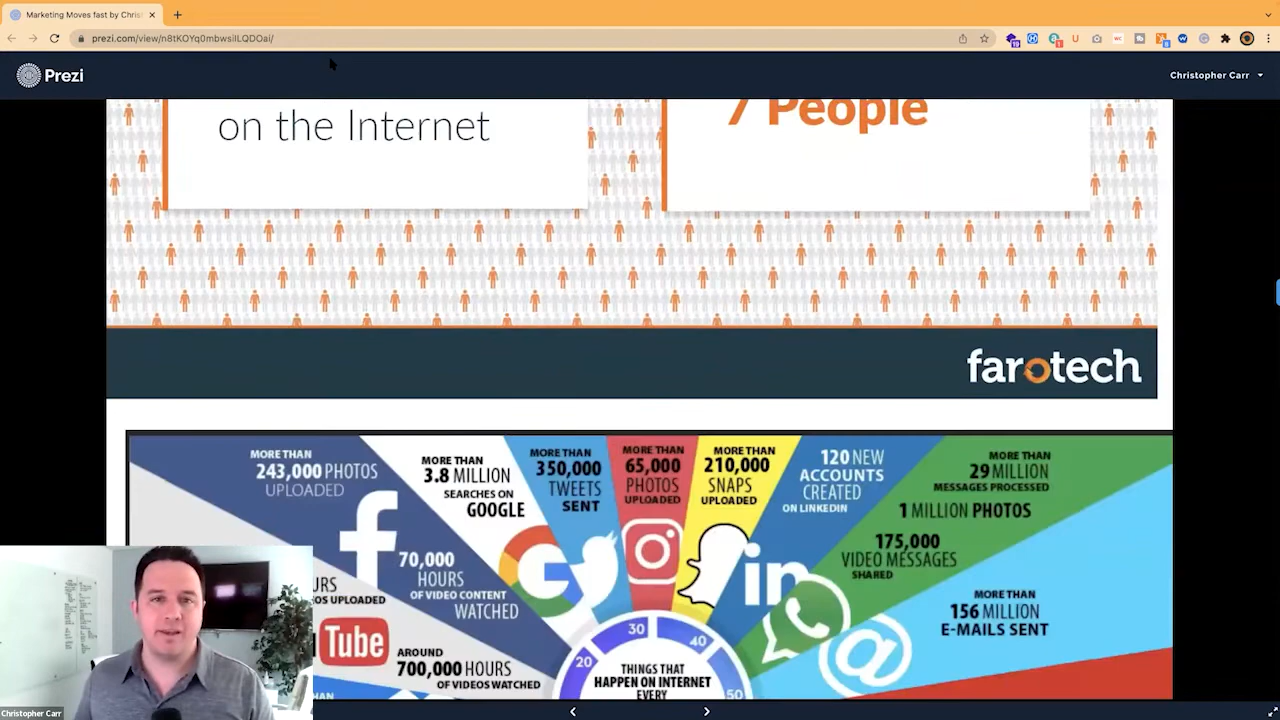 Marketing Moves fast by Chris
prezi.com/view/n8tKOYq0mbwsiILQDOai/
Prezi
Christopher Carr
on the Internet
7 People
farotech
MORE THAN
243,000 PHOTOS
UPLOADED
MORE THAN
3.8 MILLION
SEARCHES ON
GOOGLE
MORE THAN
350,000
TWEETS
SENT
MORE THAN
65,000
PHOTOS
UPLOADED
MORE THAN
210,000
SNAPS
UPLOADED
120 NEW
ACCOUNTS
CREATED
ON LINKEDIN
MORE THAN
29 MILLION
MESSAGES PROCESSED
1 MILLION PHOTOS
175,000
VIDEO MESSAGES
SHARED
MORE THAN
156 MILLION
E-MAILS SENT
70,000
HOURS
OF VIDEO CONTENT
WATCHED
in
URS
OS UPLOADED
Tube
AROUND
700,000 HOURS
OF VIDEOS WATCHED
20
30
40
50
THINGS THAT
HAPPEN ON INTERNET
EVERY
HAN
Christopher Carr